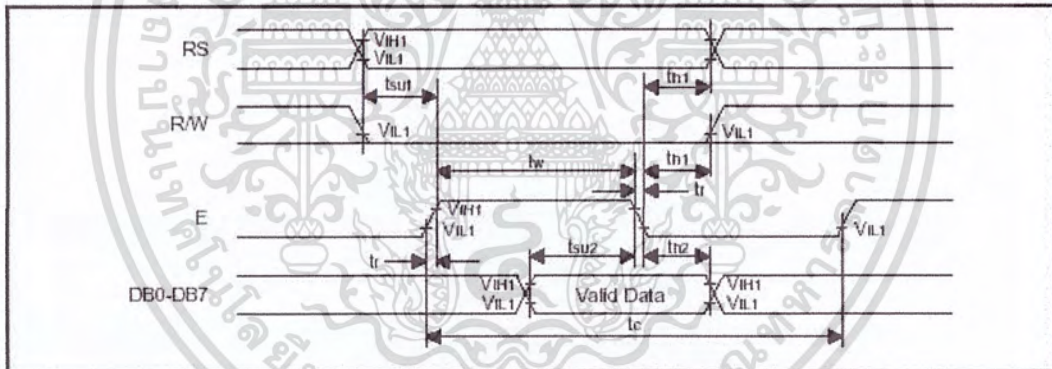 RS
VIH1
VIL1
tsu1
th1
R/W
VIL1
VIL1
tw
th1
tf
E
VIH1
VIL1
VIL1
tr
tsu2
th2
DB0-DB7
VIH1
VIL1
Valid Data
VIH1
VIL1
tc